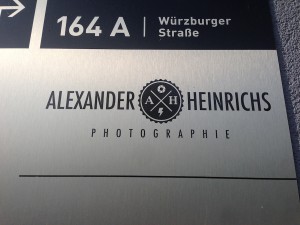 164 A | Würzburger
Straße
ALEXANDER A H HEINRICHS
PHOTOGRAPHIE